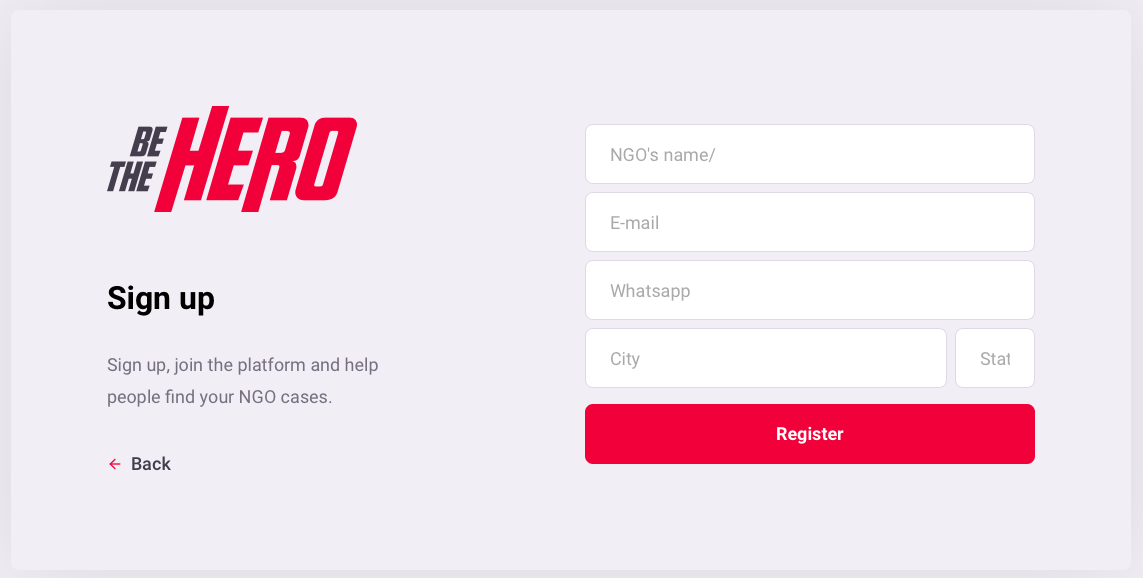 BE
THE
HERO
Sign up
Sign up, join the platform and help
people find your NGO cases.
Back
NGO's name/
E-mail
Whatsapp
City
Stat
Register